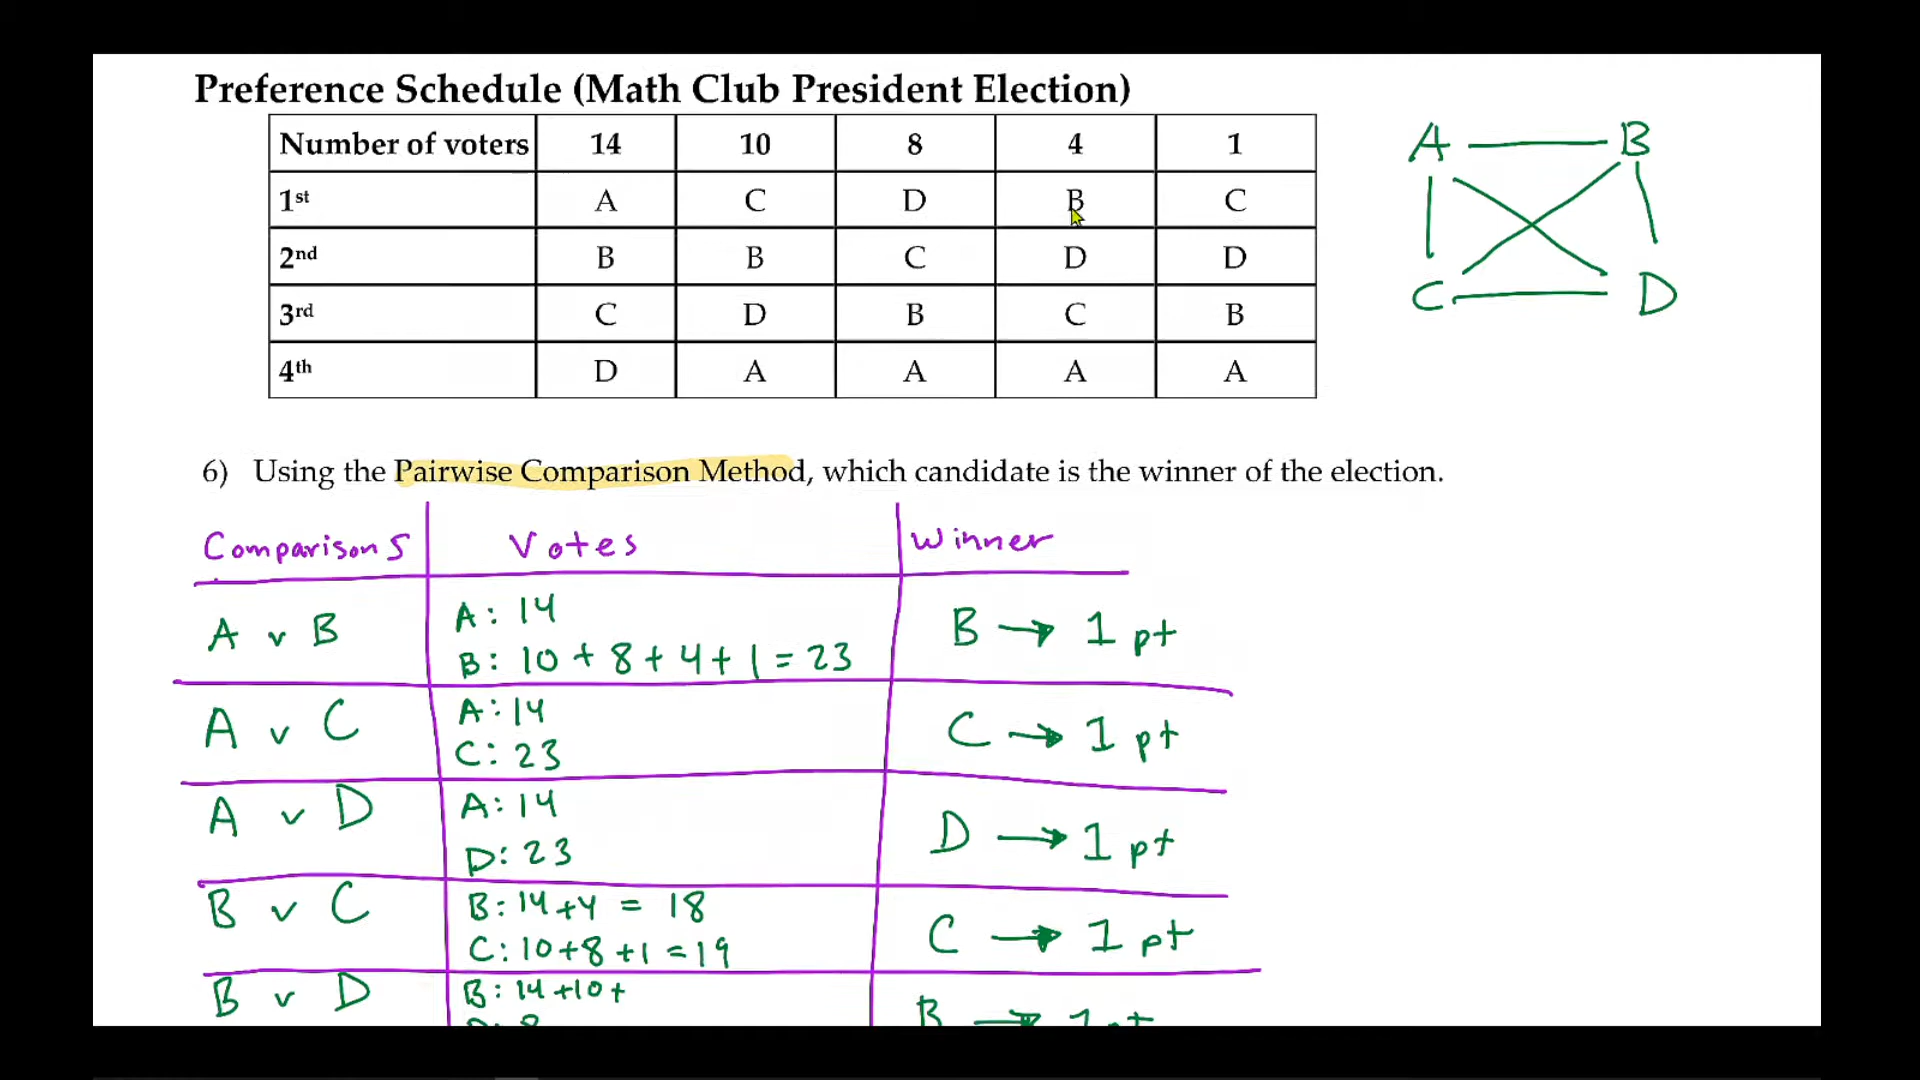 Preference Schedule (Math Club President Election)
Number of voters 14 10 8 4 1
1st A C D B C
2nd B B C D D
3rd C D B C B
4th D A A A A
A B
C D
6) Using the Pairwise Comparison Method, which candidate is the winner of the election.
Comparisons Votes Winner
A v B
A: 14
B: 10 + 8 + 4 + 1 = 23
B → 1 pt
A v C
A: 14
C: 23
C → 1 pt
A v D
A: 14
D: 23
D → 1 pt
B v C
B: 14+4 = 18
C: 10+8+1 = 19
C → 1 pt
B v D
B: 14+10+
B → 1 pt